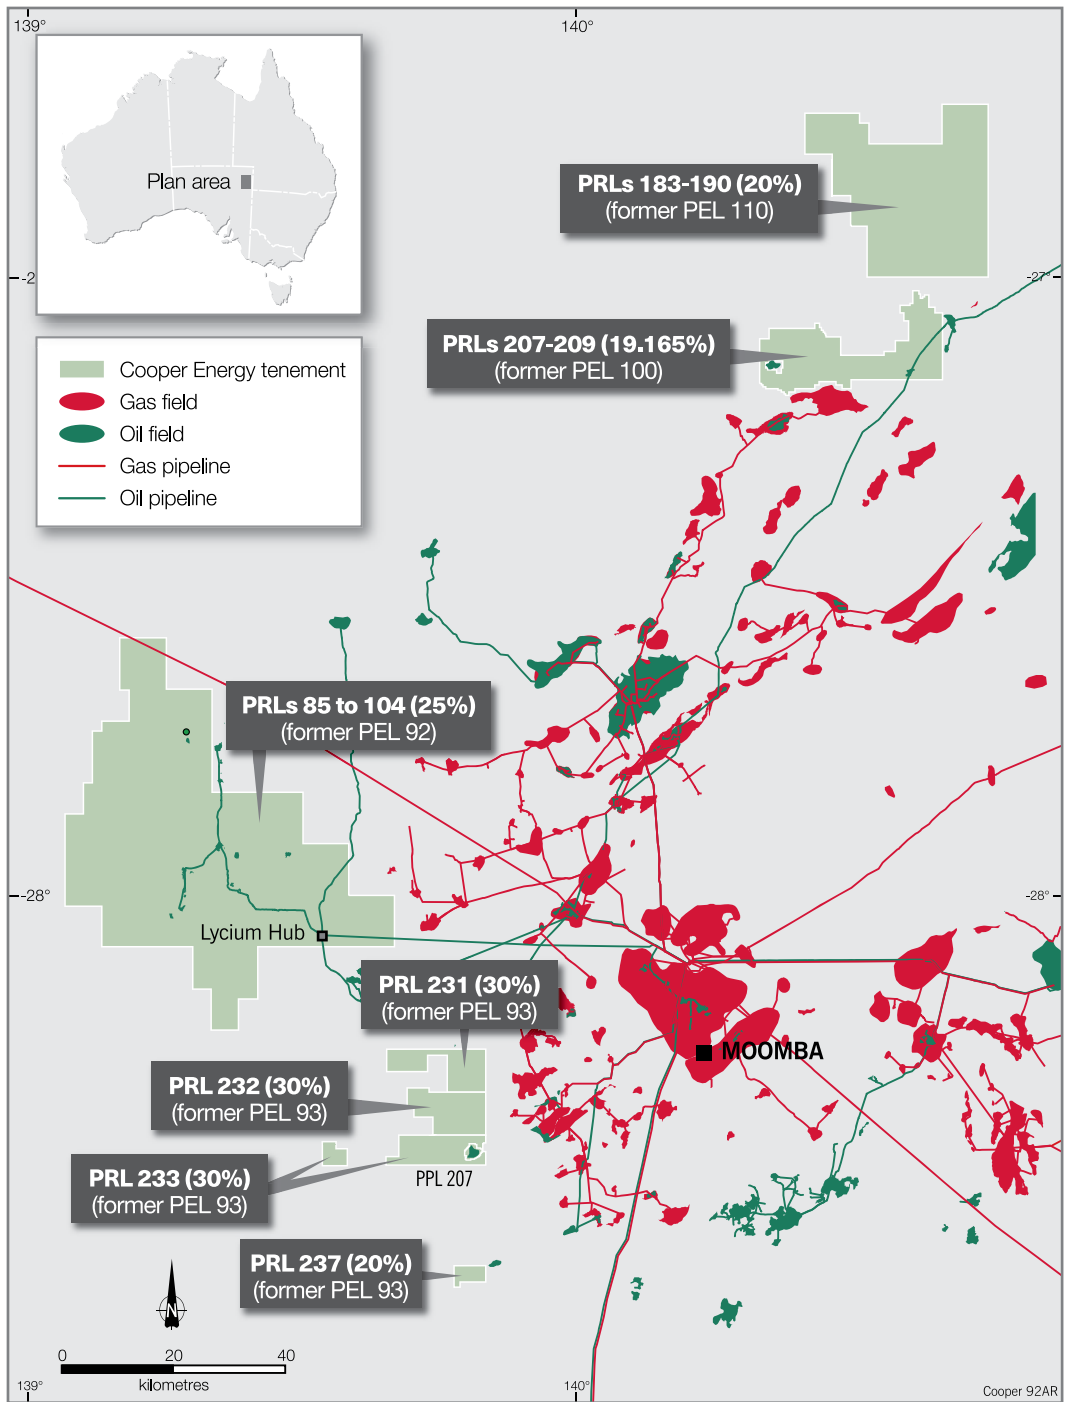 139°
140°
Plan area
PRLs 183-190 (20%)
(former PEL 110)
-2
-27°
PRLs 207-209 (19.165%)
(former PEL 100)
Cooper Energy tenement
Gas field
Oil field
Gas pipeline
Oil pipeline
PRLs 85 to 104 (25%)
(former PEL 92)
-28°
-28°
Lycium Hub
PRL 231 (30%)
(former PEL 93)
MOOMBA
PRL 232 (30%)
(former PEL 93)
PRL 233 (30%)
(former PEL 93)
PPL 207
PRL 237 (20%)
(former PEL 93)
N
0 20 40
kilometres
139°
140°
Cooper 92AR